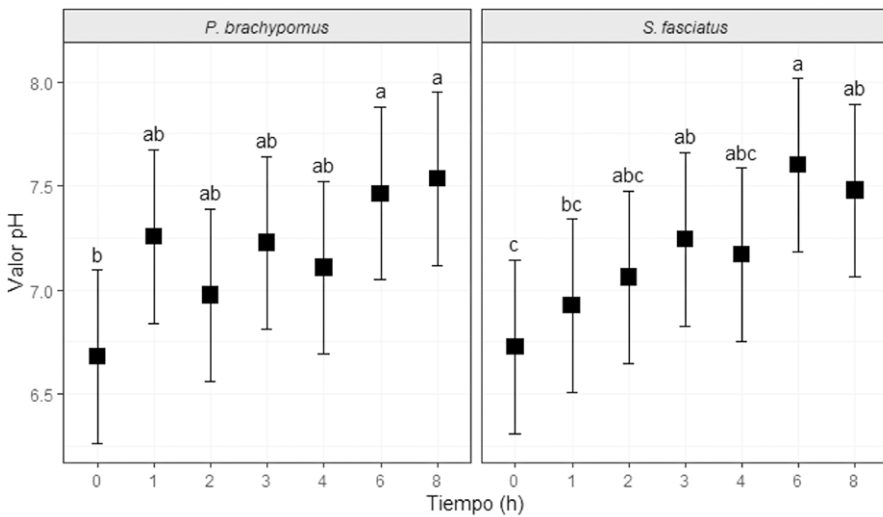 P. brachypomus
S. fasciatus
Valor pH
8.0
7.5
7.0
6.5
b
ab
ab
ab
ab
a
a
c
bc
abc
ab
abc
a
ab
0 1 2 3 4 6 8
0 1 2 3 4 6 8
Tiempo (h)